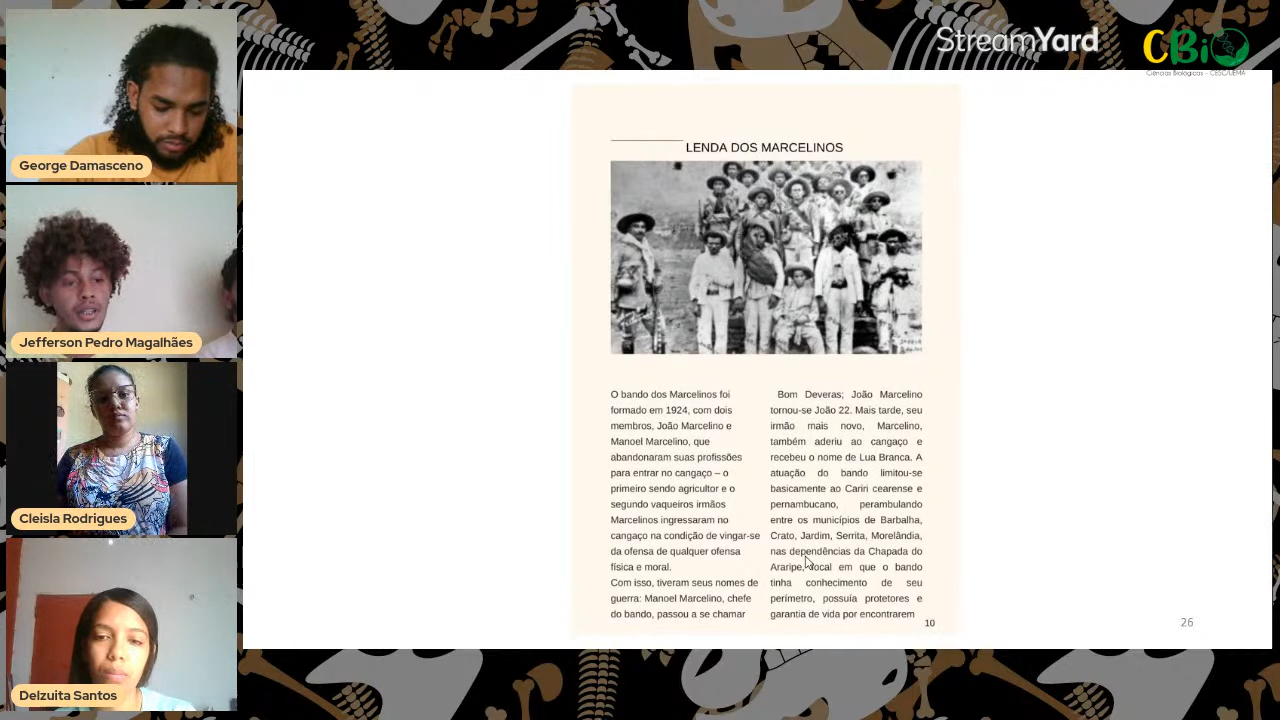 StreamYard
CBiO
Ciências Biológicas - CESC/UEMA
George Damasceno
Jefferson Pedro Magalhães
Cleisla Rodrigues
Delzuita Santos
LENDA DOS MARCELINOS
O bando dos Marcelinos foi
formado em 1924, com dois
membros, João Marcelino e
Manoel Marcelino, que
abandonaram suas profissões
para entrar no cangaço – o
primeiro sendo agricultor e o
segundo vaqueiros irmãos
Marcelinos ingressaram no
cangaço na condição de vingar-se
da ofensa de qualquer ofensa
física e moral.
Com isso, tiveram seus nomes de
guerra: Manoel Marcelino, chefe
do bando, passou a se chamar
Bom Deveras; João Marcelino
tornou-se João 22. Mais tarde, seu
irmão mais novo, Marcelino,
também aderiu ao cangaço e
recebeu o nome de Lua Branca. A
atuação do bando limitou-se
basicamente ao Cariri cearense e
pernambucano, perambulando
entre os municípios de Barbalha,
Crato, Jardim, Serrita, Morelândia,
nas dependências da Chapada do
Araripe, local em que o bando
tinha conhecimento de seu
perímetro, possuía protetores e
garantia de vida por encontrarem
10
26